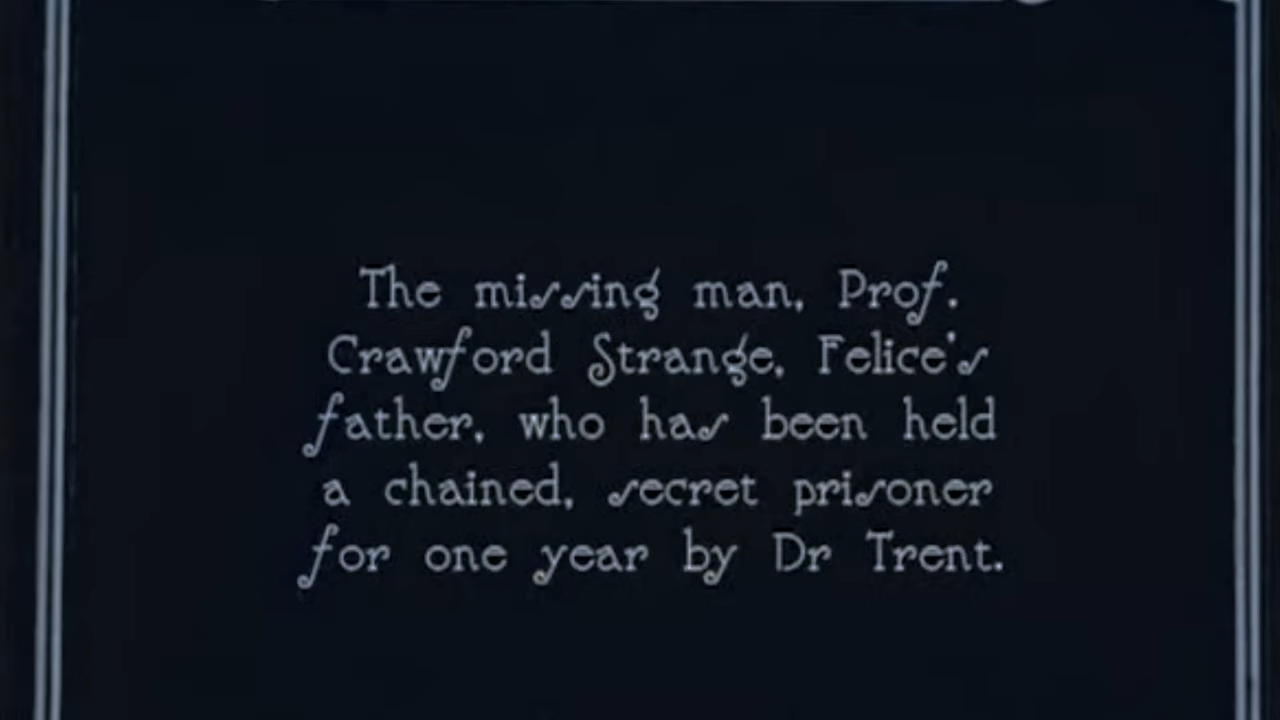 The missing man, Prof.
Crawford Strange, Felice's
father, who has been held
a chained, secret prisoner
for one year by Dr Trent.